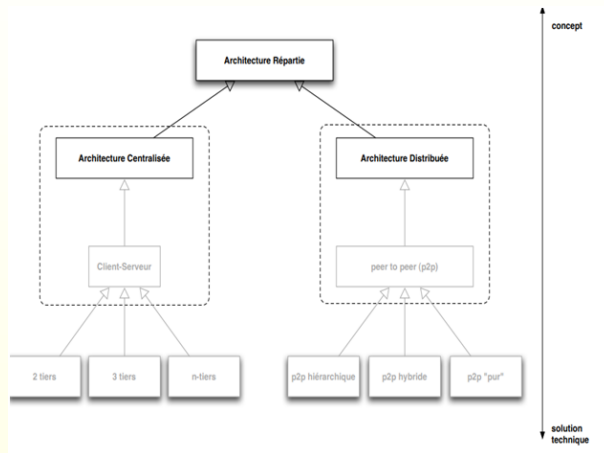 concept
Architecture Répartie
Architecture Centralisée
Architecture Distribuée
Client-Serveur
peer to peer (p2p)
2 tiers
3 tiers
n-tiers
p2p hiérarchique
p2p hybride
p2p "pur"
solution
technique